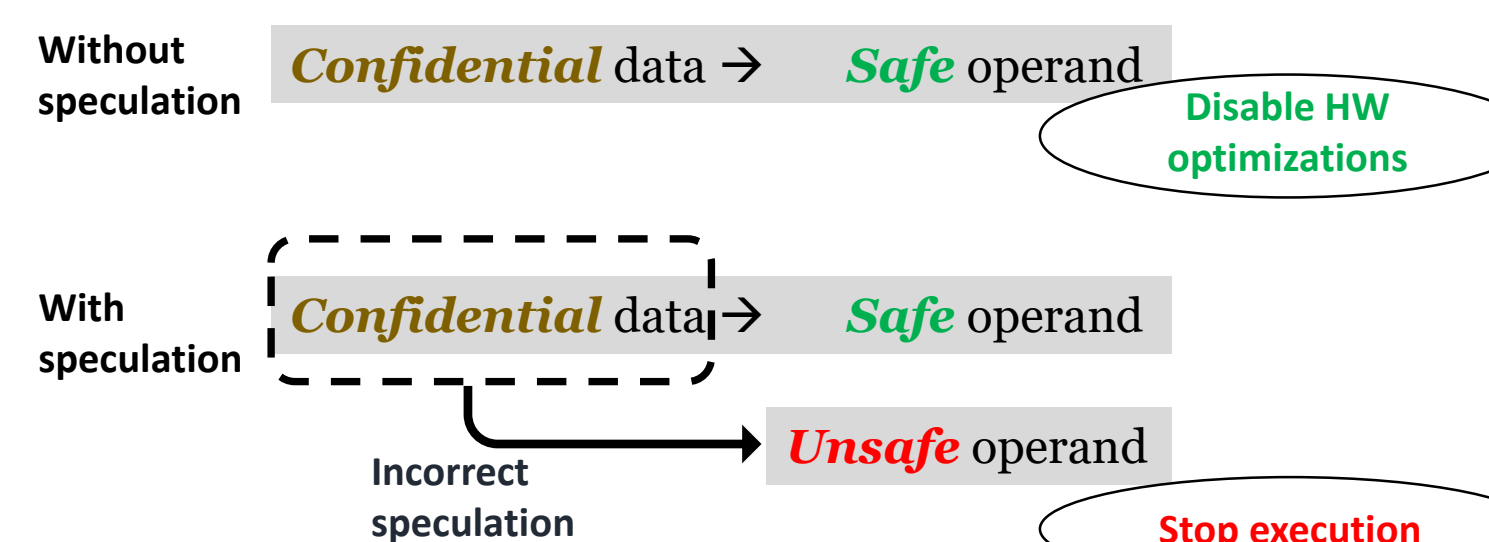 Without
speculation
Confidential data → Safe operand
Disable HW
optimizations
With
speculation
Confidential data → Safe operand
Unsafe operand
Incorrect
speculation
Stop execution